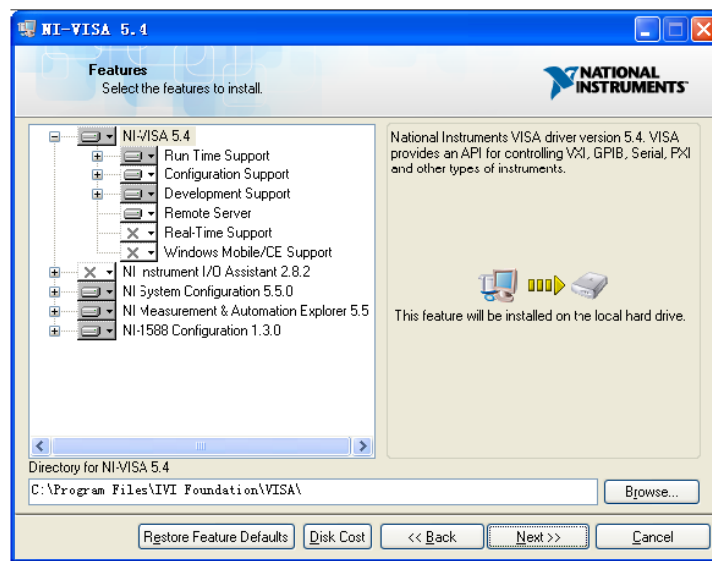 NI-VISA 5.4
Features
Select the features to install.
NATIONAL
INSTRUMENTS
NI-VISA 5.4
Run Time Support
Configuration Support
Development Support
Remote Server
Real-Time Support
Windows Mobile/CE Support
NI Instrument I/O Assistant 2.8.2
NI System Configuration 5.5.0
NI Measurement & Automation Explorer 5.5
NI-1588 Configuration 1.3.0
National Instruments VISA driver version 5.4. VISA
provides an API for controlling VXI, GPIB, Serial, PXI
and other types of instruments.
This feature will be installed on the local hard drive.
Directory for NI-VISA 5.4
C:\Program Files\IVI Foundation\VISA\
Browse...
Restore Feature Defaults
Disk Cost
<< Back
Next >>
Cancel